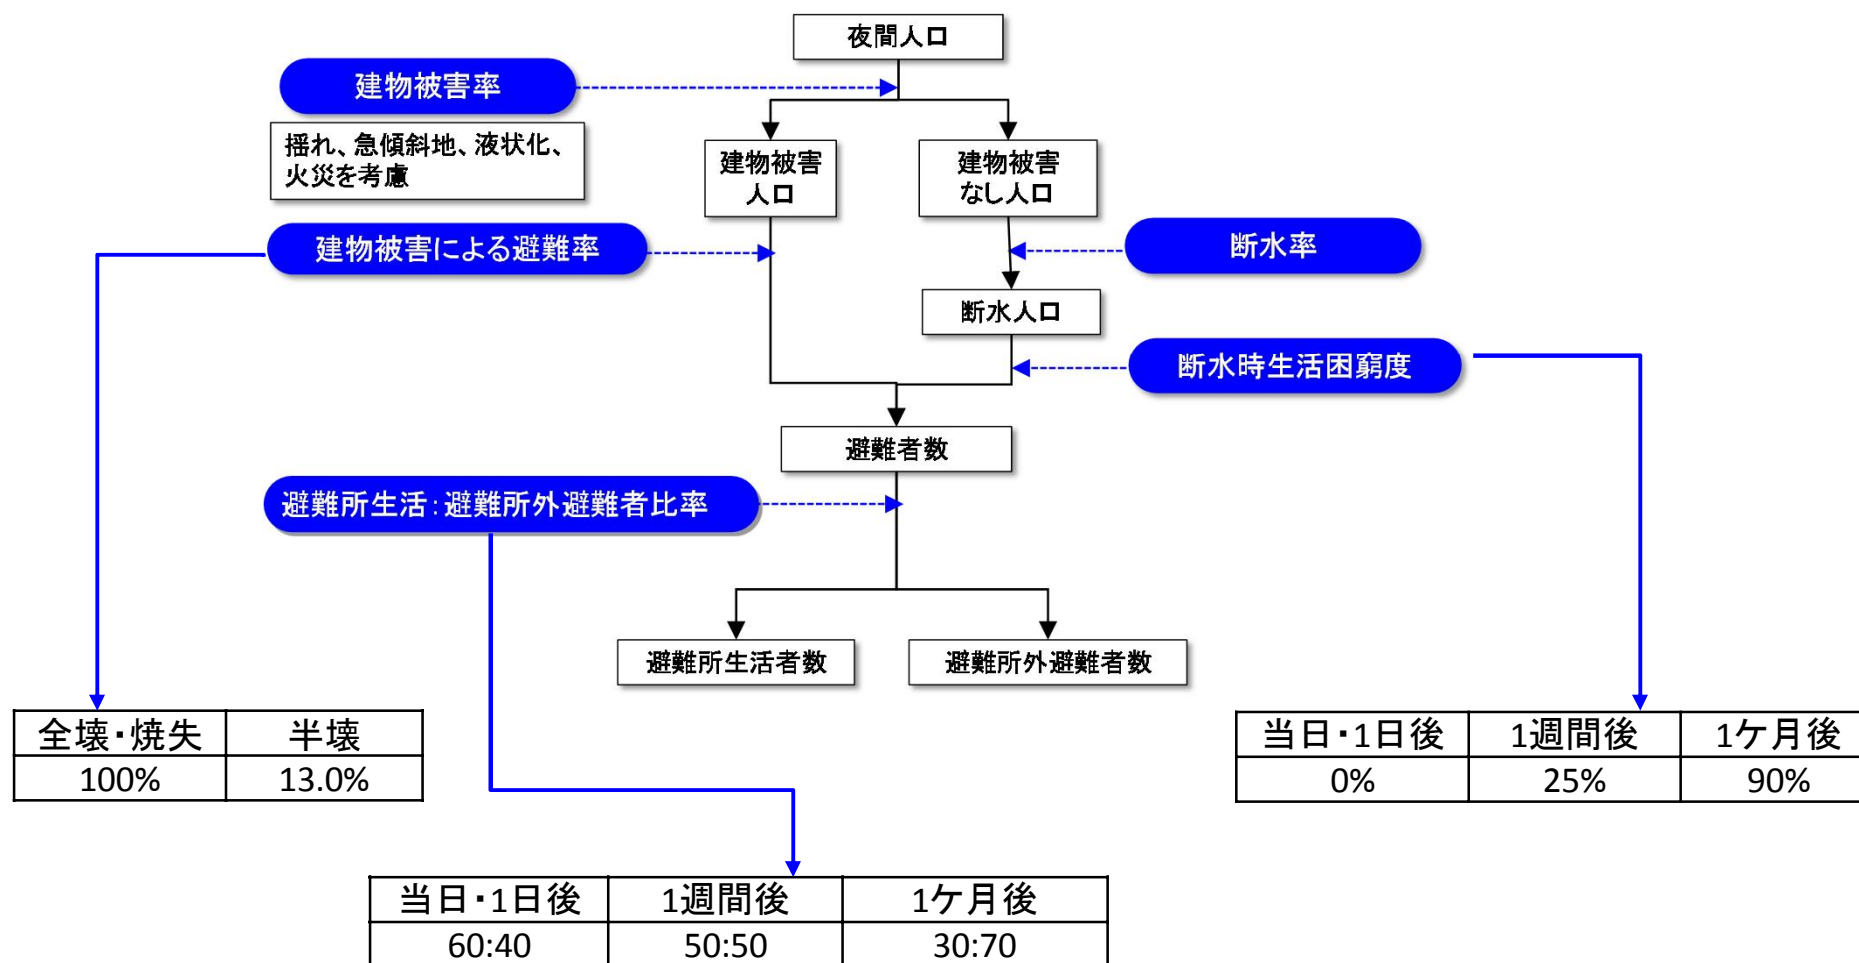 夜間人口
建物被害率
揺れ、急傾斜地、液状化、
火災を考慮
建物被害
人口
建物被害
なし人口
建物被害による避難率
断水率
断水人口
断水時生活困窮度
避難者数
避難所生活:避難所外避難者比率
避難所生活者数
避難所外避難者数
全壊・焼失 半壊
100% 13.0%
当日・1日後 1週間後 1ケ月後
0% 25% 90%
当日・1日後 1週間後 1ケ月後
60:40 50:50 30:70